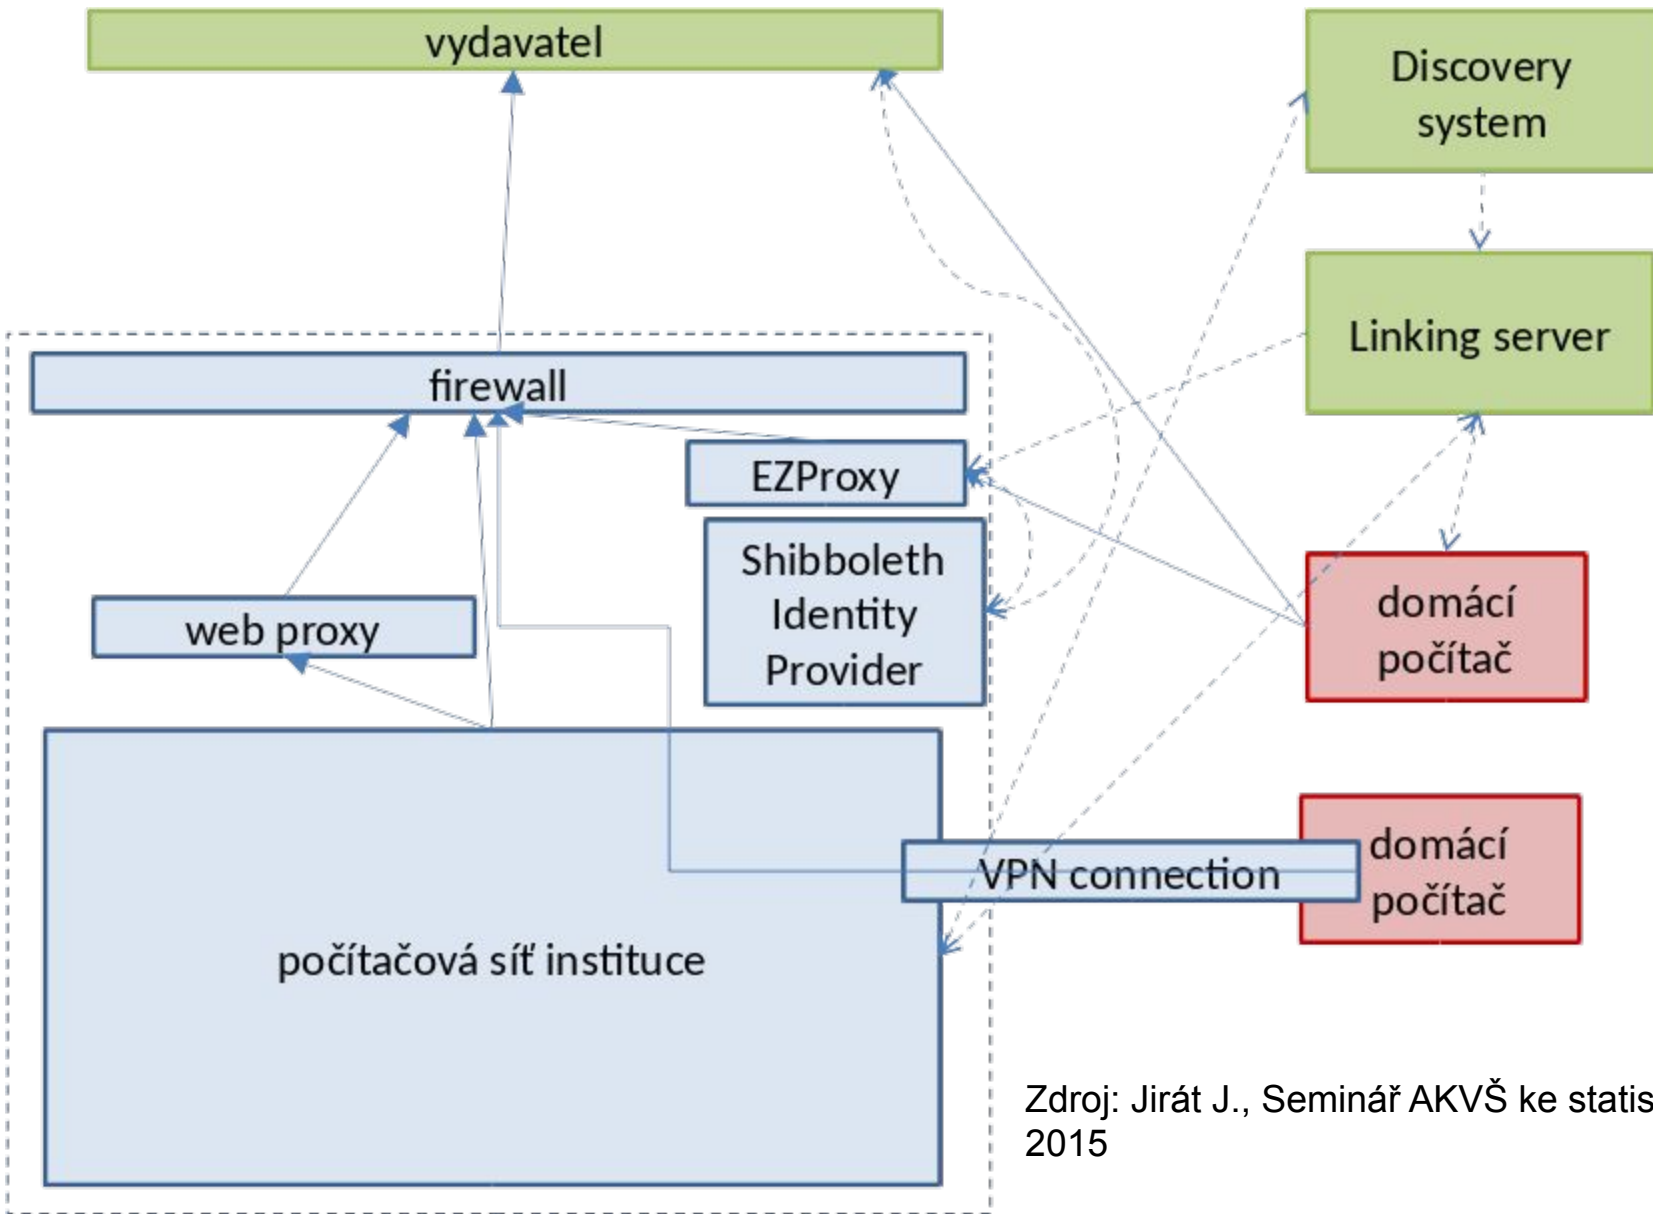 vydavatel
Discovery
system
Linking server
firewall
EZProxy
Shibboleth
Identity
Provider
web proxy
domácí
počítač
domácí
počítač
VPN connection
počítačová síť instituce
Zdroj: Jirát J., Seminář AKVŠ ke statis
2015